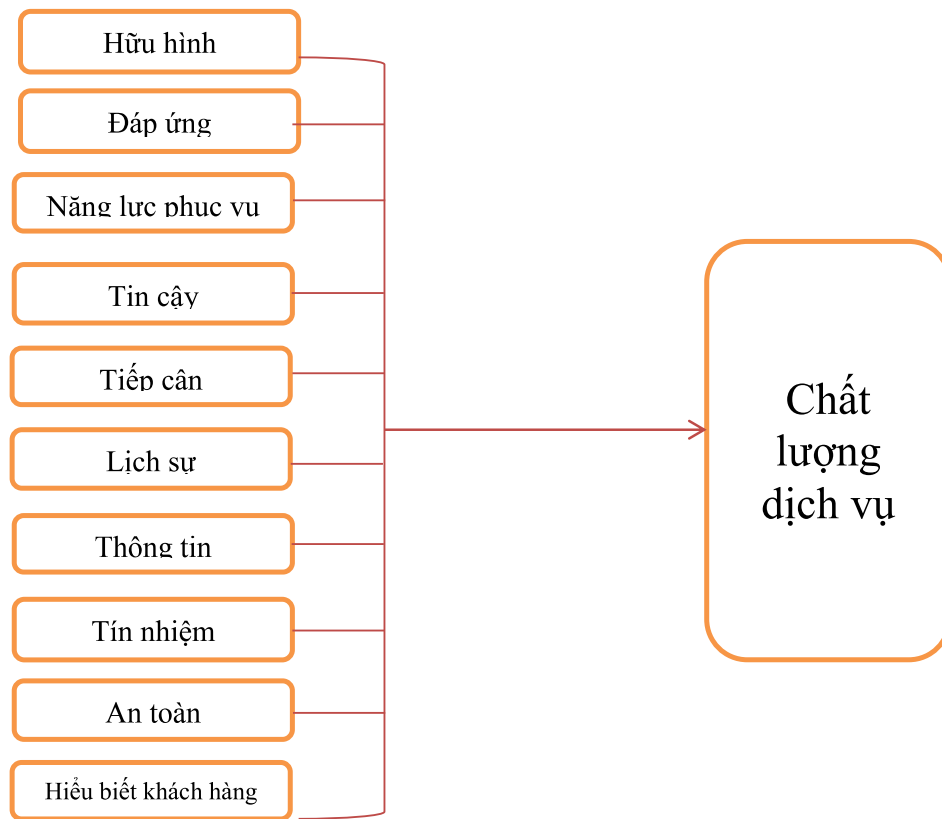 Hữu hình
Đáp ứng
Năng lực phục vụ
Tin cậy
Tiếp cận
Lịch sự
Thông tin
Tín nhiệm
An toàn
Hiểu biết khách hàng
Chất
lượng
dịch vụ